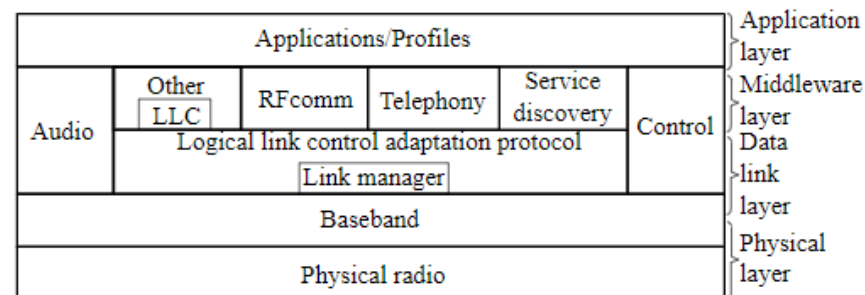 Applications/Profiles
Application
layer
Audio
Other
LLC
RFcomm
Telephony
Service
discovery
Control
Middleware
layer
Logical link control adaptation protocol
Link manager
Data
link
layer
Baseband
Physical radio
Physical
layer